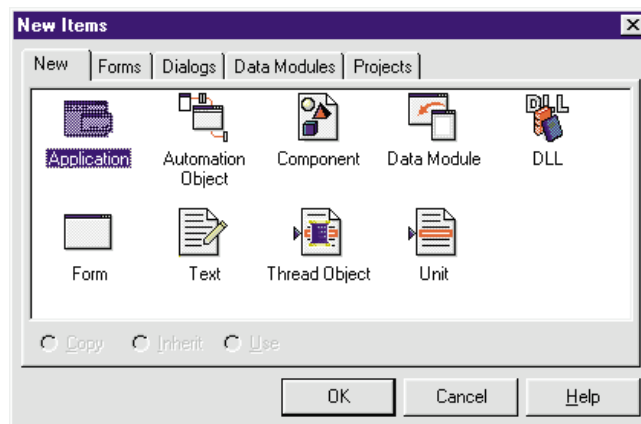 New Items
New Forms Dialogs Data Modules Projects
Application Automation Object Component Data Module DLL
Form Text Thread Object Unit
Copy Inherit Use
OK Cancel Help